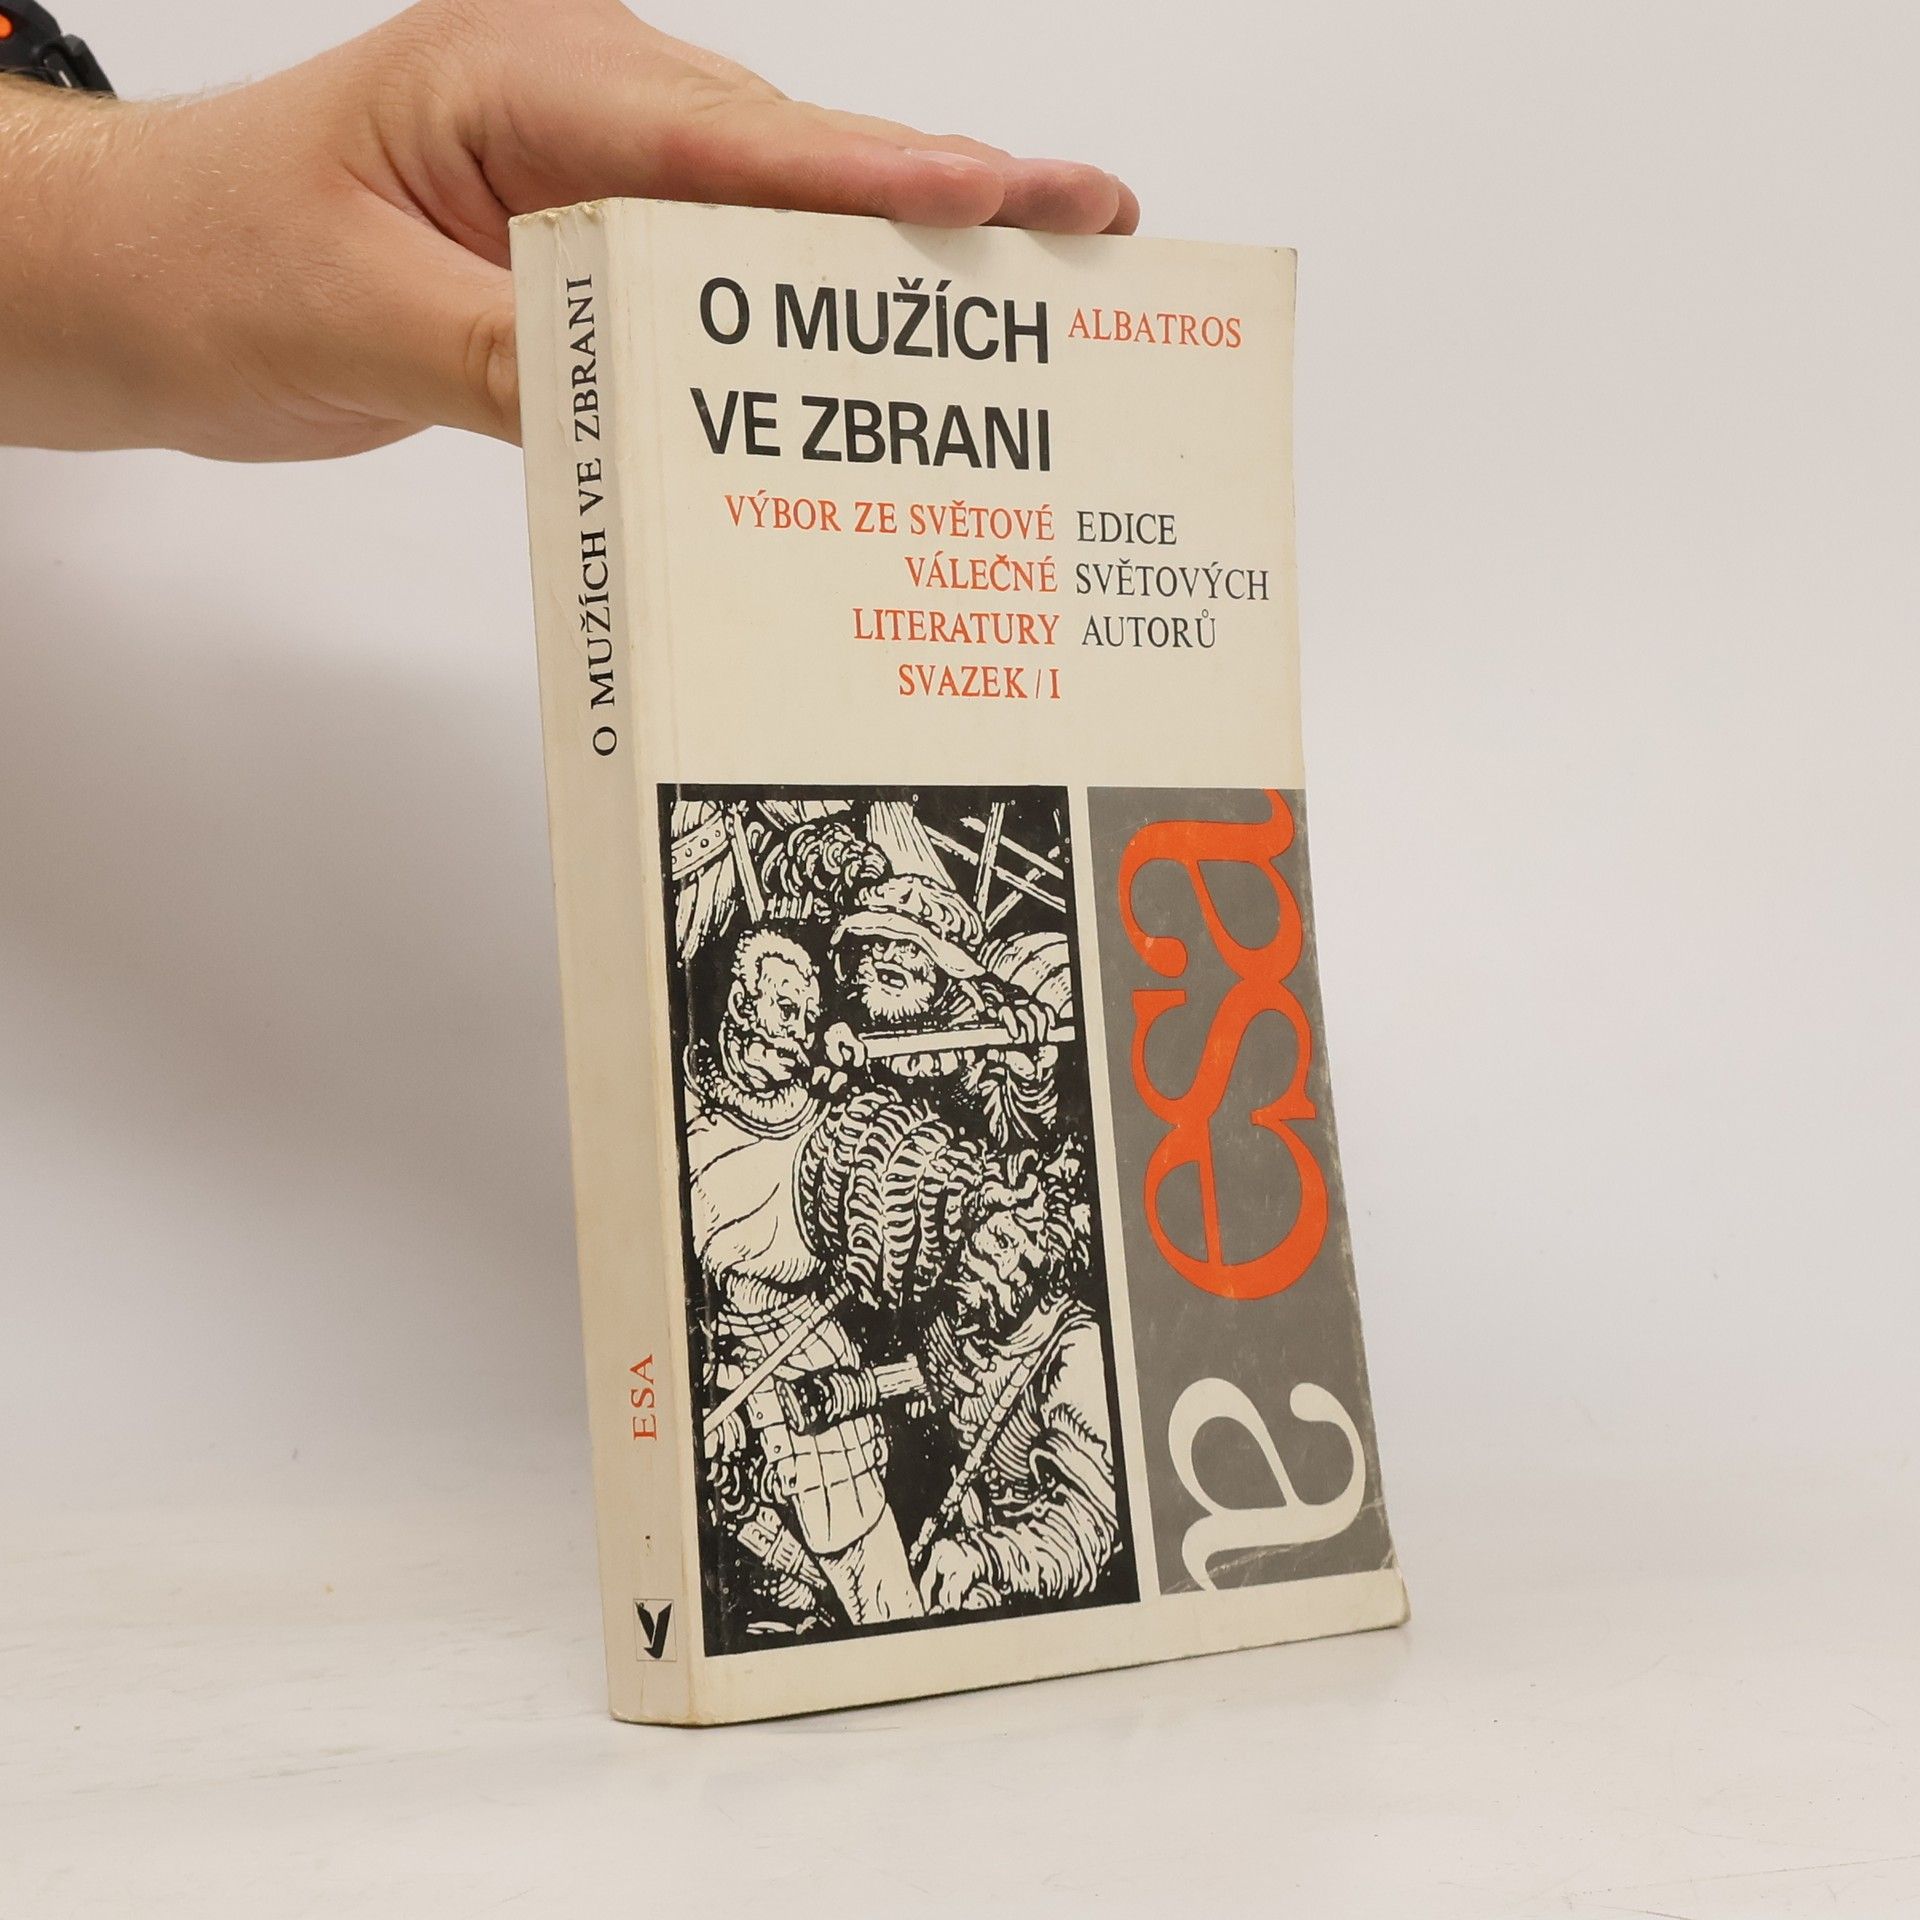 O MUŽÍCH VE ZBRANI
ESA
O MUŽÍCH
VE ZBRANI
ALBATROS
VÝBOR ZE SVĚTOVÉ
VÁLEČNÉ
LITERATURY
SVAZEK/I
EDICE
SVĚTOVÝCH
AUTORŮ
esa
a